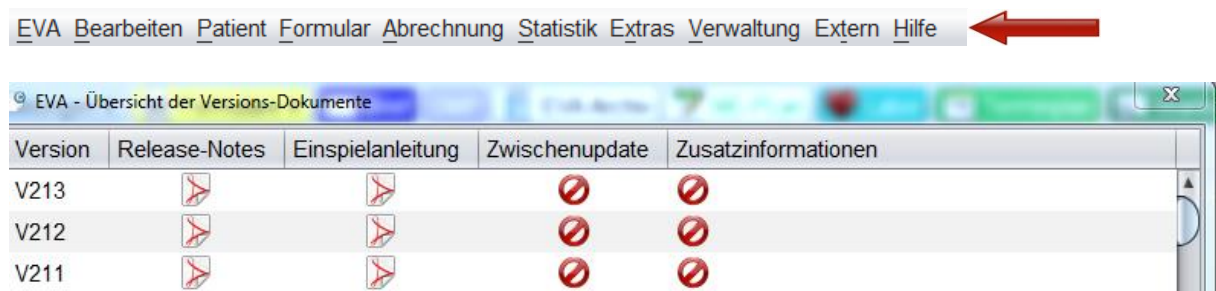 EVA Bearbeiten Patient Formular Abrechnung Statistik Extras Verwaltung Extern Hilfe
EVA - Übersicht der Versions-Dokumente
Version Release-Notes Einspielanleitung Zwischenupdate Zusatzinformationen
V213
V212
V211